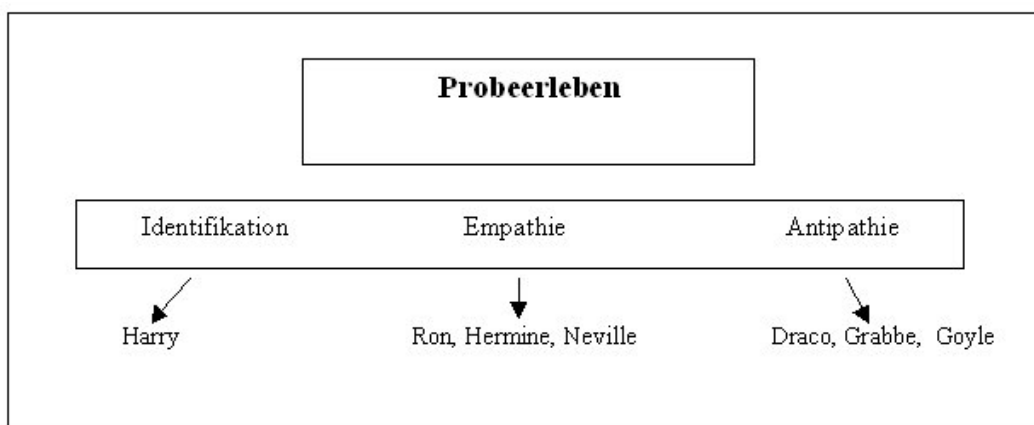 Probeerleben
Identifikation Empathie Antipathie
Harry Ron, Hermine, Neville Draco, Grabbe, Goyle